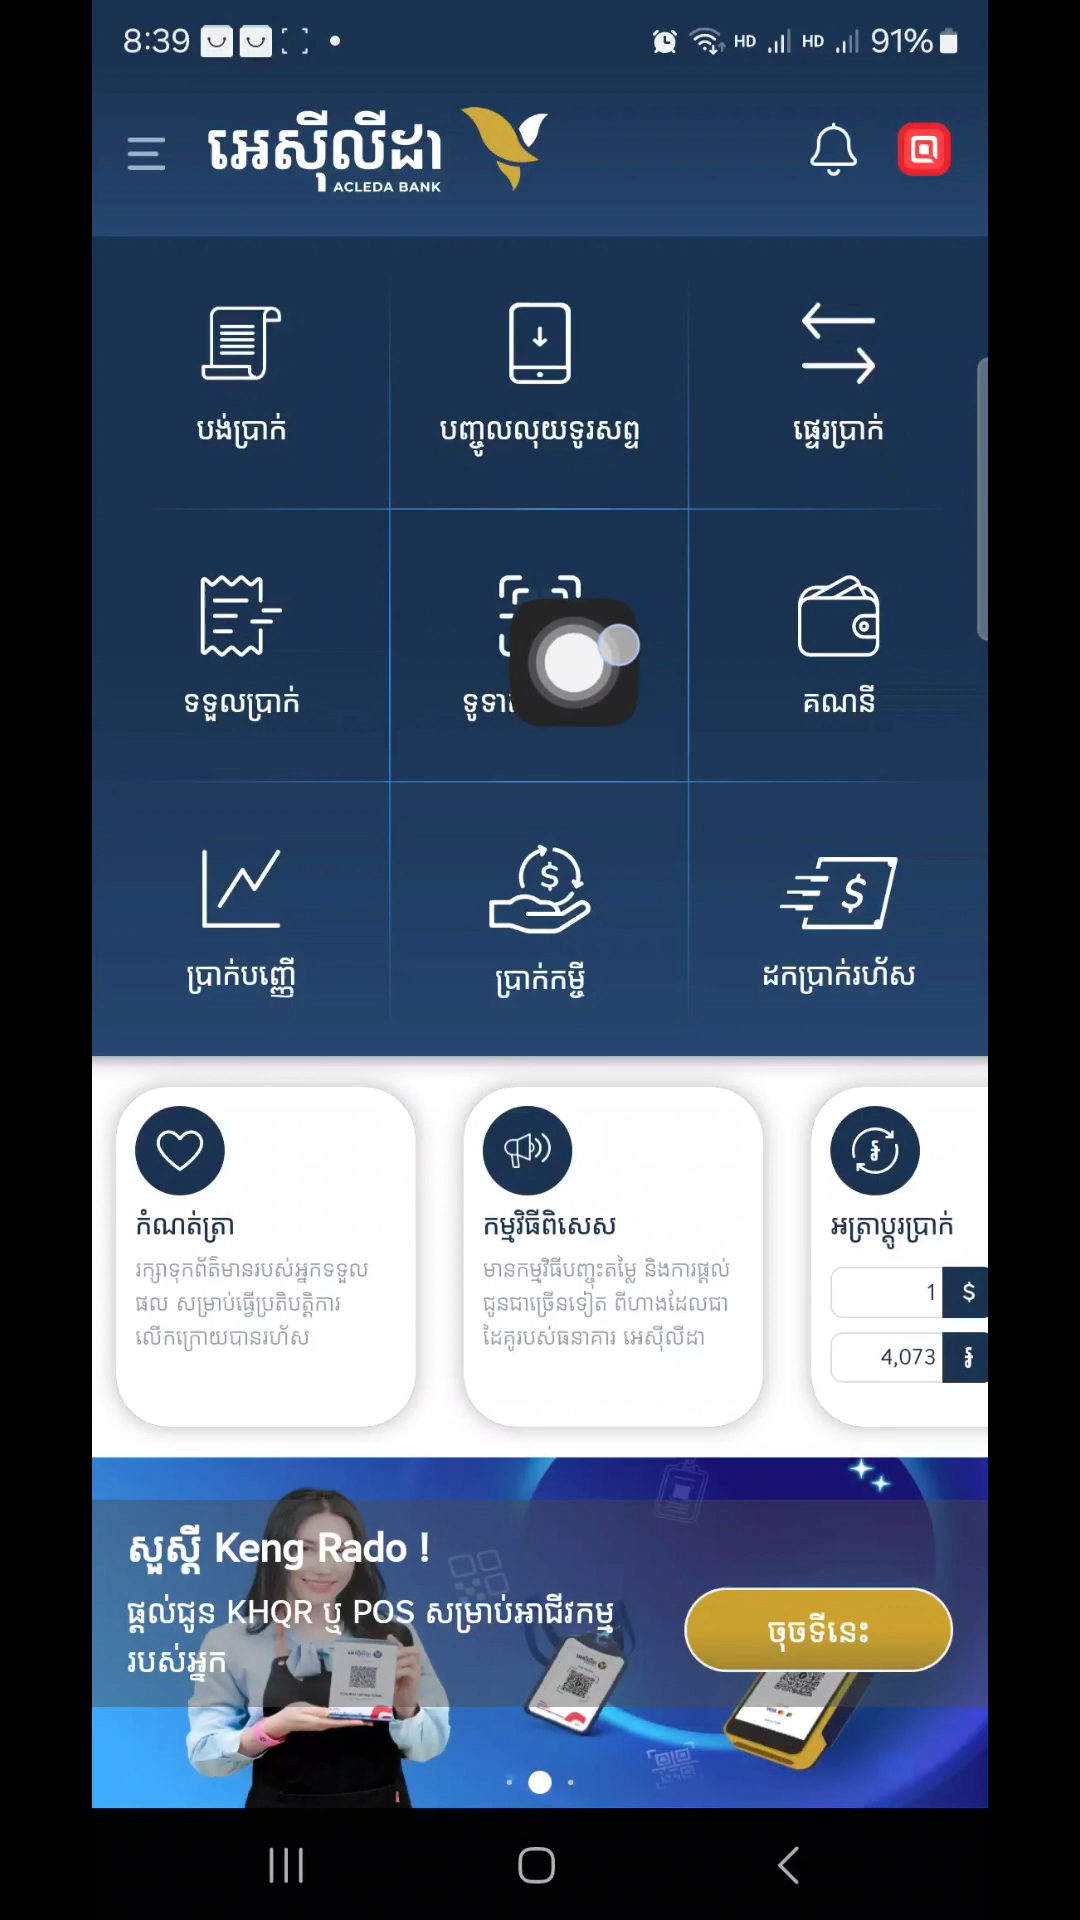 8:39
HD HD 91%
អេស៊ីលីដា
ACLEDA BANK
បង់ប្រាក់
បញ្ចូលលុយទូរសព្ទ
ផ្ទេរប្រាក់
ទទួលប្រាក់
គណនី
ប្រាក់បញ្ញើ
ប្រាក់កម្ចី
ដកប្រាក់រហ័ស
កំណត់ត្រា
រក្សាទុកព័ត៌មានរបស់អ្នកទទួល
ផល សម្រាប់ធ្វើប្រតិបត្តិការ
លើកក្រោយបានរហ័ស
កម្មវិធីពិសេស
មានកម្មវិធីបញ្ចុះតម្លៃ និងការផ្តល់
ជូនជាច្រើនទៀត ពីហាងដែលជា
ដៃគូរបស់ធនាគារ អេស៊ីលីដា
អត្រាប្តូរប្រាក់
1 $
4,073 ៛
សួស្តី Keng Rado !
ផ្តល់ជូន KHQR ឬ POS សម្រាប់អាជីវកម្ម
របស់អ្នក
ចុចទីនេះ